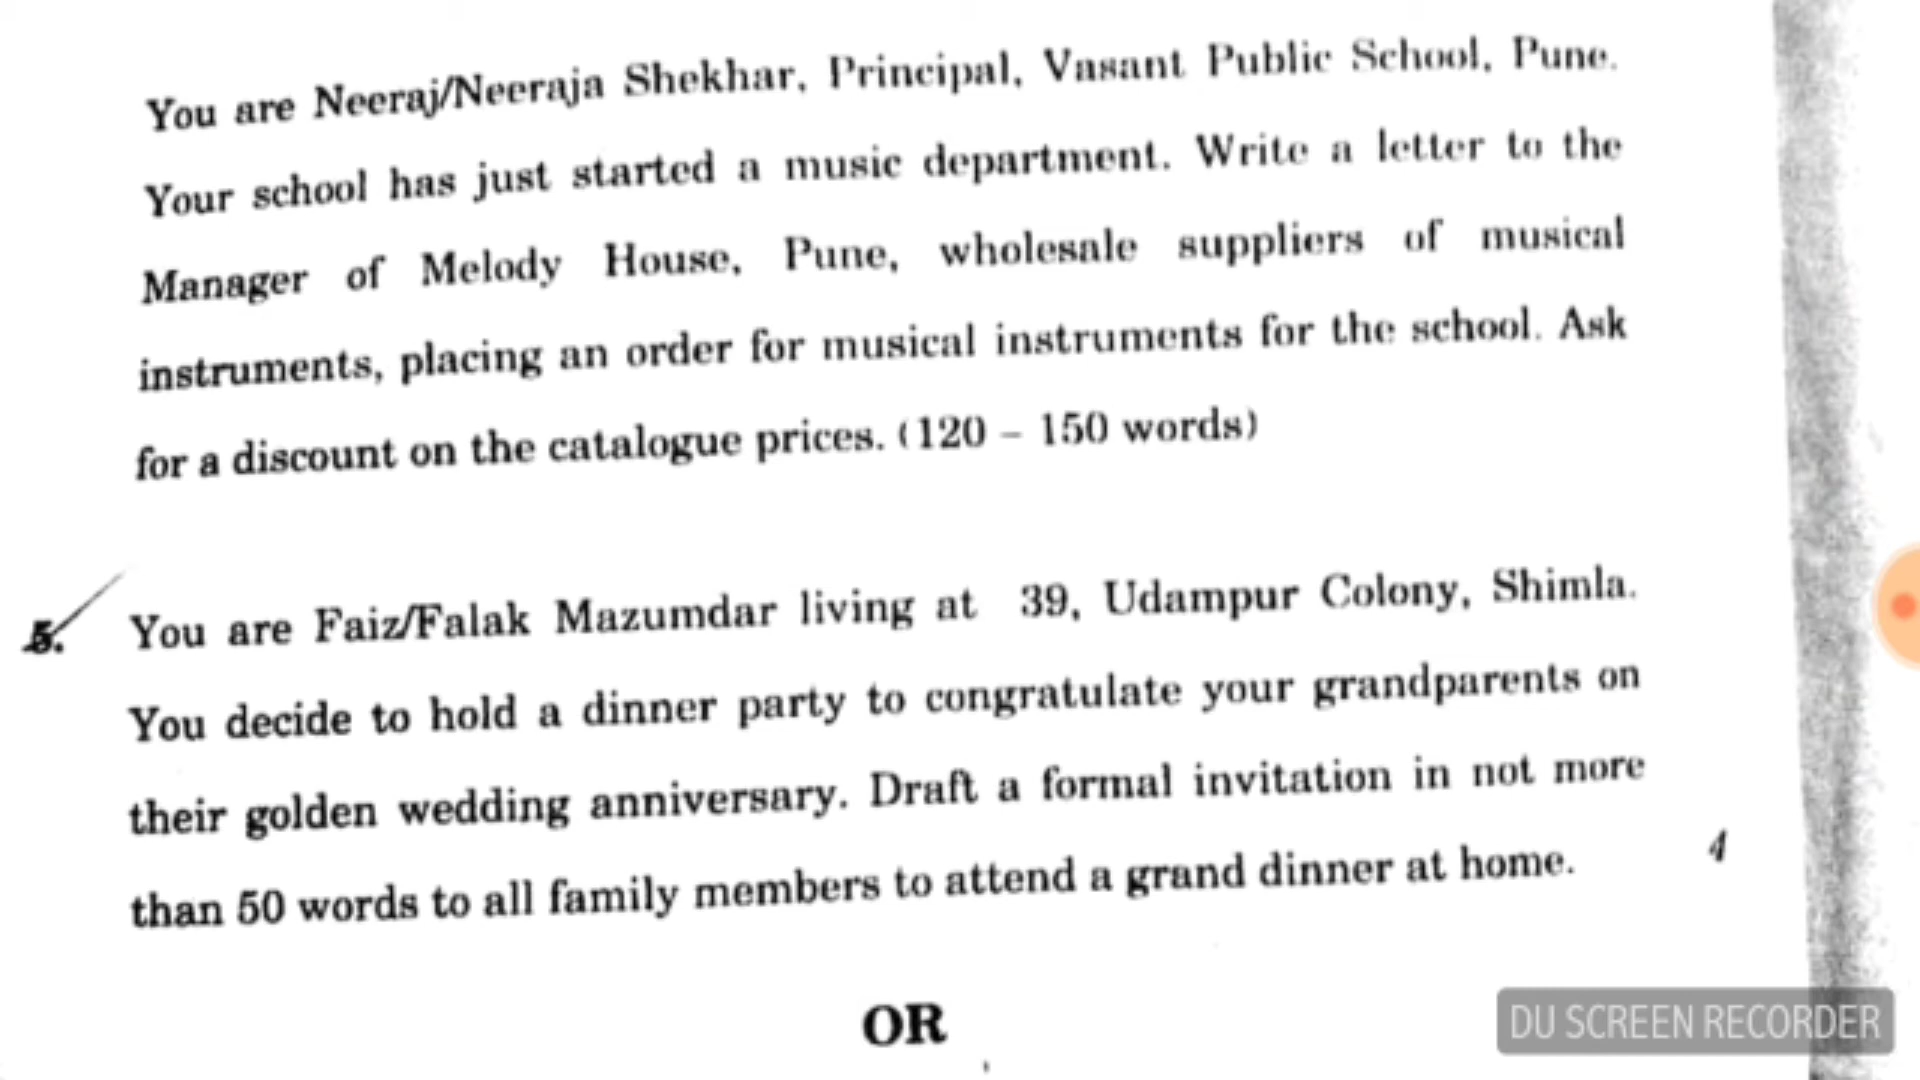 You are Neeraj/Neeraja Shekhar, Principal, Vasant Public School, Pune.
Your school has just started a music department. Write a letter to the
Manager of Melody House, Pune, wholesale suppliers of musical
instruments, placing an order for musical instruments for the school. Ask
for a discount on the catalogue prices. (120 – 150 words)
5. You are Faiz/Falak Mazumdar living at 39, Udampur Colony, Shimla.
You decide to hold a dinner party to congratulate your grandparents on
their golden wedding anniversary. Draft a formal invitation in not more
than 50 words to all family members to attend a grand dinner at home. 4
OR
DU SCREEN RECORDER